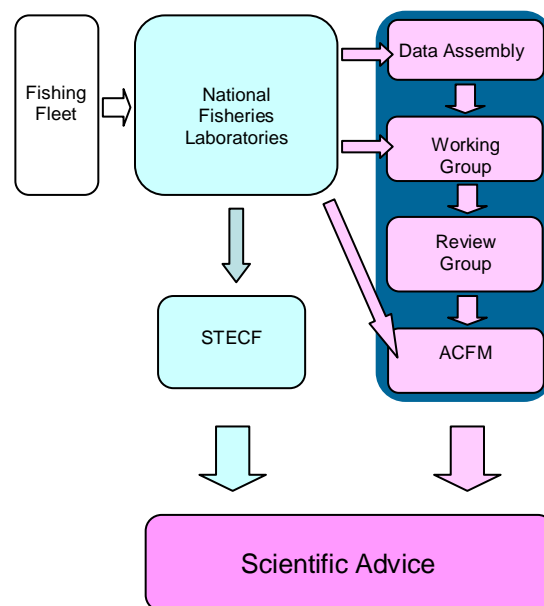 Fishing
Fleet
National
Fisheries
Laboratories
Data Assembly
Working
Group
Review
Group
STECF
ACFM
Scientific Advice